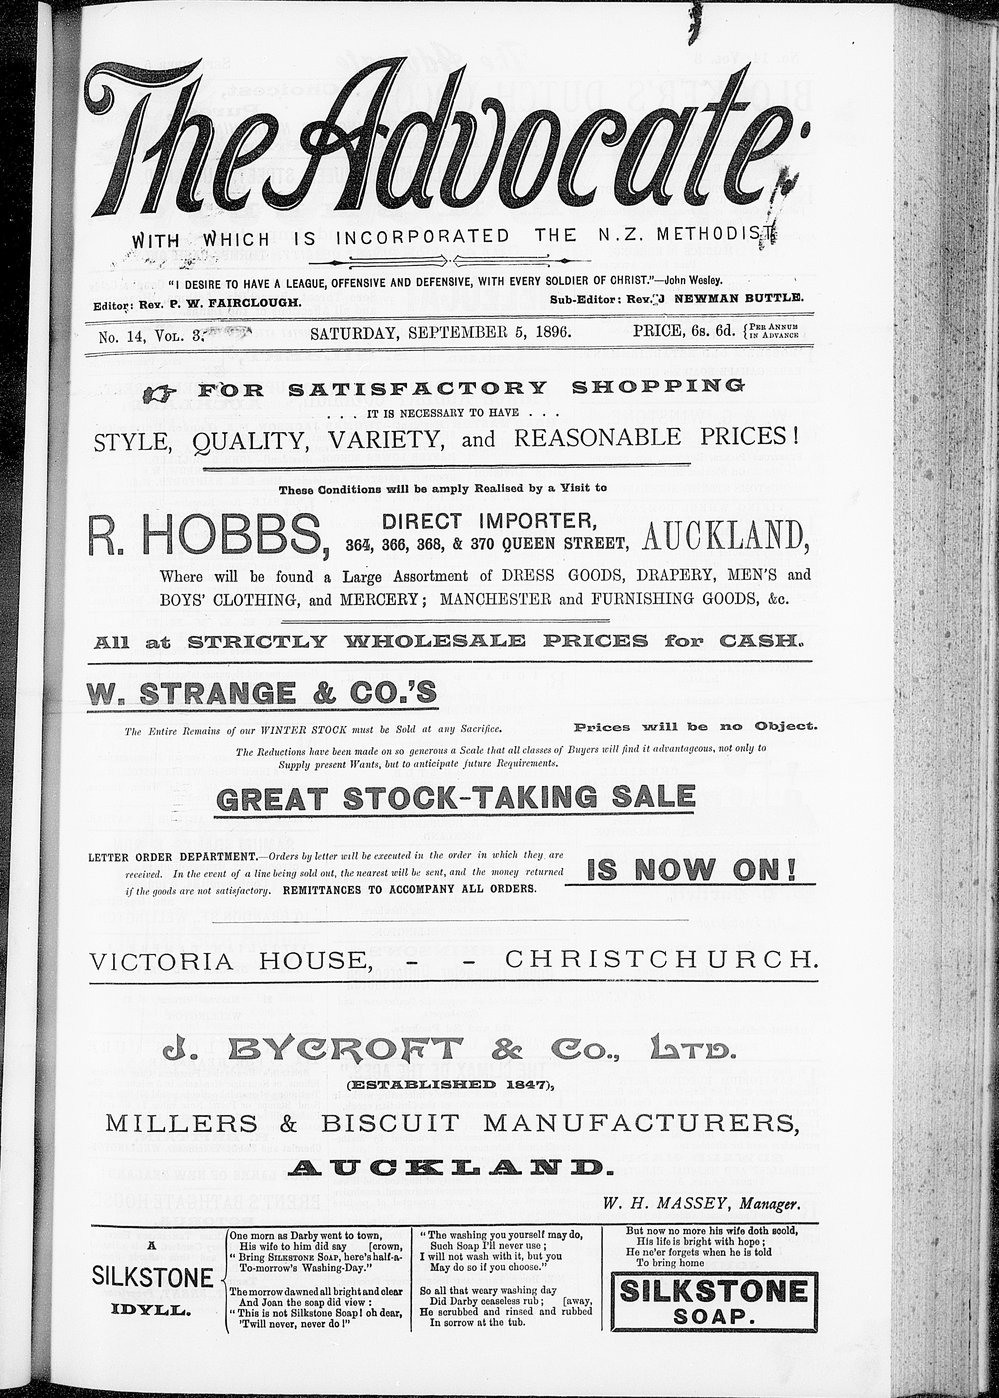 The Advocate.
WITH WHICH IS INCORPORATED THE N.Z. METHODIST
"I DESIRE TO HAVE A LEAGUE, OFFENSIVE AND DEFENSIVE, WITH EVERY SOLDIER OF CHRIST."—John Wesley.
Editor: Rev. P. W. FAIRCLOUGH.
Sub-Editor: Rev. J NEWMAN BUTTLE.
No. 14, VOL. 3.
SATURDAY, SEPTEMBER 5, 1896.
PRICE, 6s. 6d. {PER ANNUM IN ADVANCE
FOR SATISFACTORY SHOPPING
. . . IT IS NECESSARY TO HAVE . . .
STYLE, QUALITY, VARIETY, and REASONABLE PRICES!
These Conditions will be amply Realised by a Visit to
R. HOBBS,
DIRECT IMPORTER,
364, 366, 368, & 370 QUEEN STREET,
AUCKLAND,
Where will be found a Large Assortment of DRESS GOODS, DRAPERY, MEN'S and
BOYS' CLOTHING, and MERCERY; MANCHESTER and FURNISHING GOODS, &c.
All at STRICTLY WHOLESALE PRICES for CASH.
W. STRANGE & CO.'S
The Entire Remains of our WINTER STOCK must be Sold at any Sacrifice.
Prices will be no Object.
The Reductions have been made on so generous a Scale that all classes of Buyers will find it advantageous, not only to
Supply present Wants, but to anticipate future Requirements.
GREAT STOCK-TAKING SALE
LETTER ORDER DEPARTMENT.—Orders by letter will be executed in the order in which they are
received. In the event of a line being sold out, the nearest will be sent, and the money returned
if the goods are not satisfactory. REMITTANCES TO ACCOMPANY ALL ORDERS.
IS NOW ON!
VICTORIA HOUSE, - - CHRISTCHURCH.
J. BYCROFT & Co., LTD.
(ESTABLISHED 1847),
MILLERS & BISCUIT MANUFACTURERS,
AUCKLAND.
W. H. MASSEY, Manager.
A
SILKSTONE
IDYLL.
One morn as Darby went to town,
His wife to him did say [crown,
"Bring SILKSTONE SOAP, here's half-a-
To-morrow's Washing-Day."
The morrow dawned all bright and clear
And Joan the soap did view:
"This is not Silkstone Soap! oh dear,
'Twill never, never do!"
"The washing you yourself may do,
Such Soap I'll never use;
I will not wash with it, but you
May do so if you choose."
So all that weary washing day
Did Darby ceaseless rub; [away,
He scrubbed and rinsed and rubbed
In sorrow at the tub.
But now no more his wife doth scold,
His life is bright with hope;
He ne'er forgets when he is told
To bring home
SILKSTONE
SOAP.